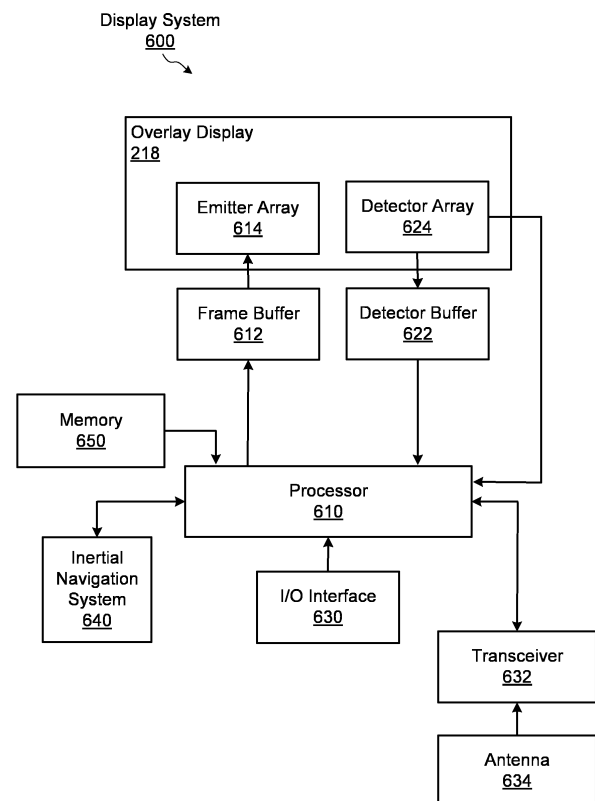 Display System
600
Overlay Display
218
Emitter Array
614
Detector Array
624
Frame Buffer
612
Detector Buffer
622
Memory
650
Processor
610
Inertial
Navigation
System
640
I/O Interface
630
Transceiver
632
Antenna
634